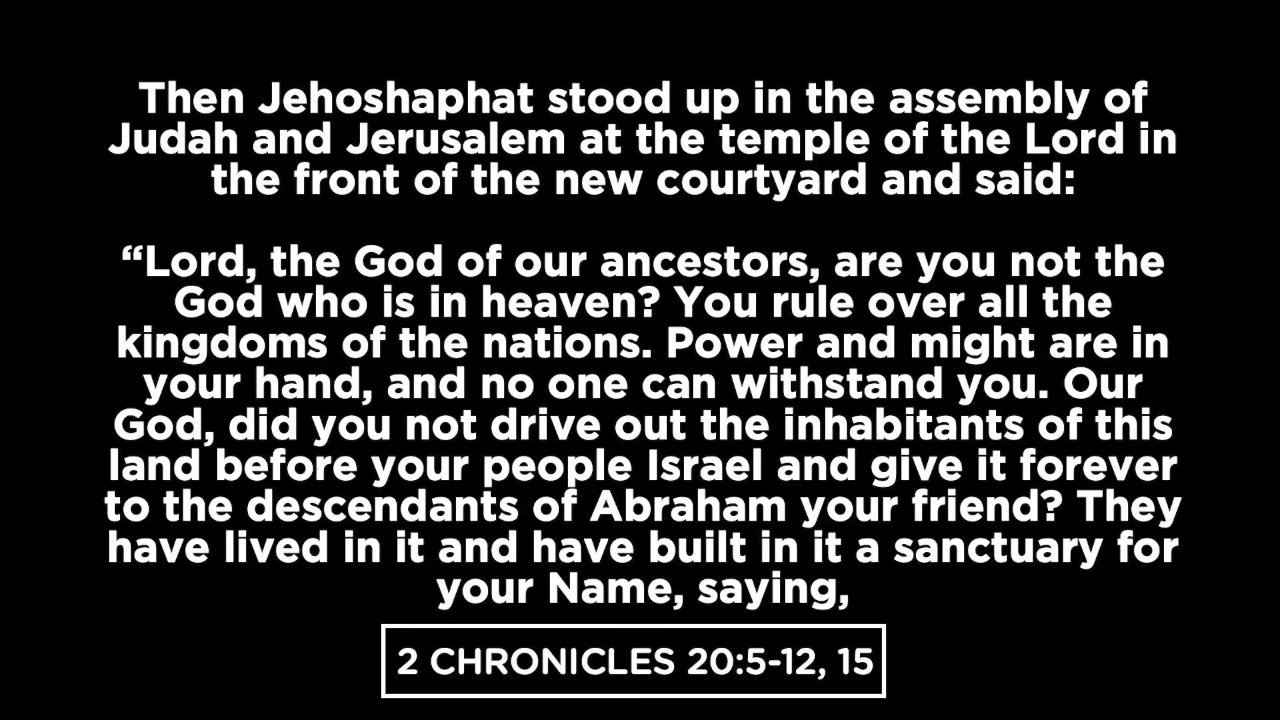 Then Jehoshaphat stood up in the assembly of
Judah and Jerusalem at the temple of the Lord in
the front of the new courtyard and said:
“Lord, the God of our ancestors, are you not the
God who is in heaven? You rule over all the
kingdoms of the nations. Power and might are in
your hand, and no one can withstand you. Our
God, did you not drive out the inhabitants of this
land before your people Israel and give it forever
to the descendants of Abraham your friend? They
have lived in it and have built in it a sanctuary for
your Name, saying,
2 CHRONICLES 20:5-12, 15